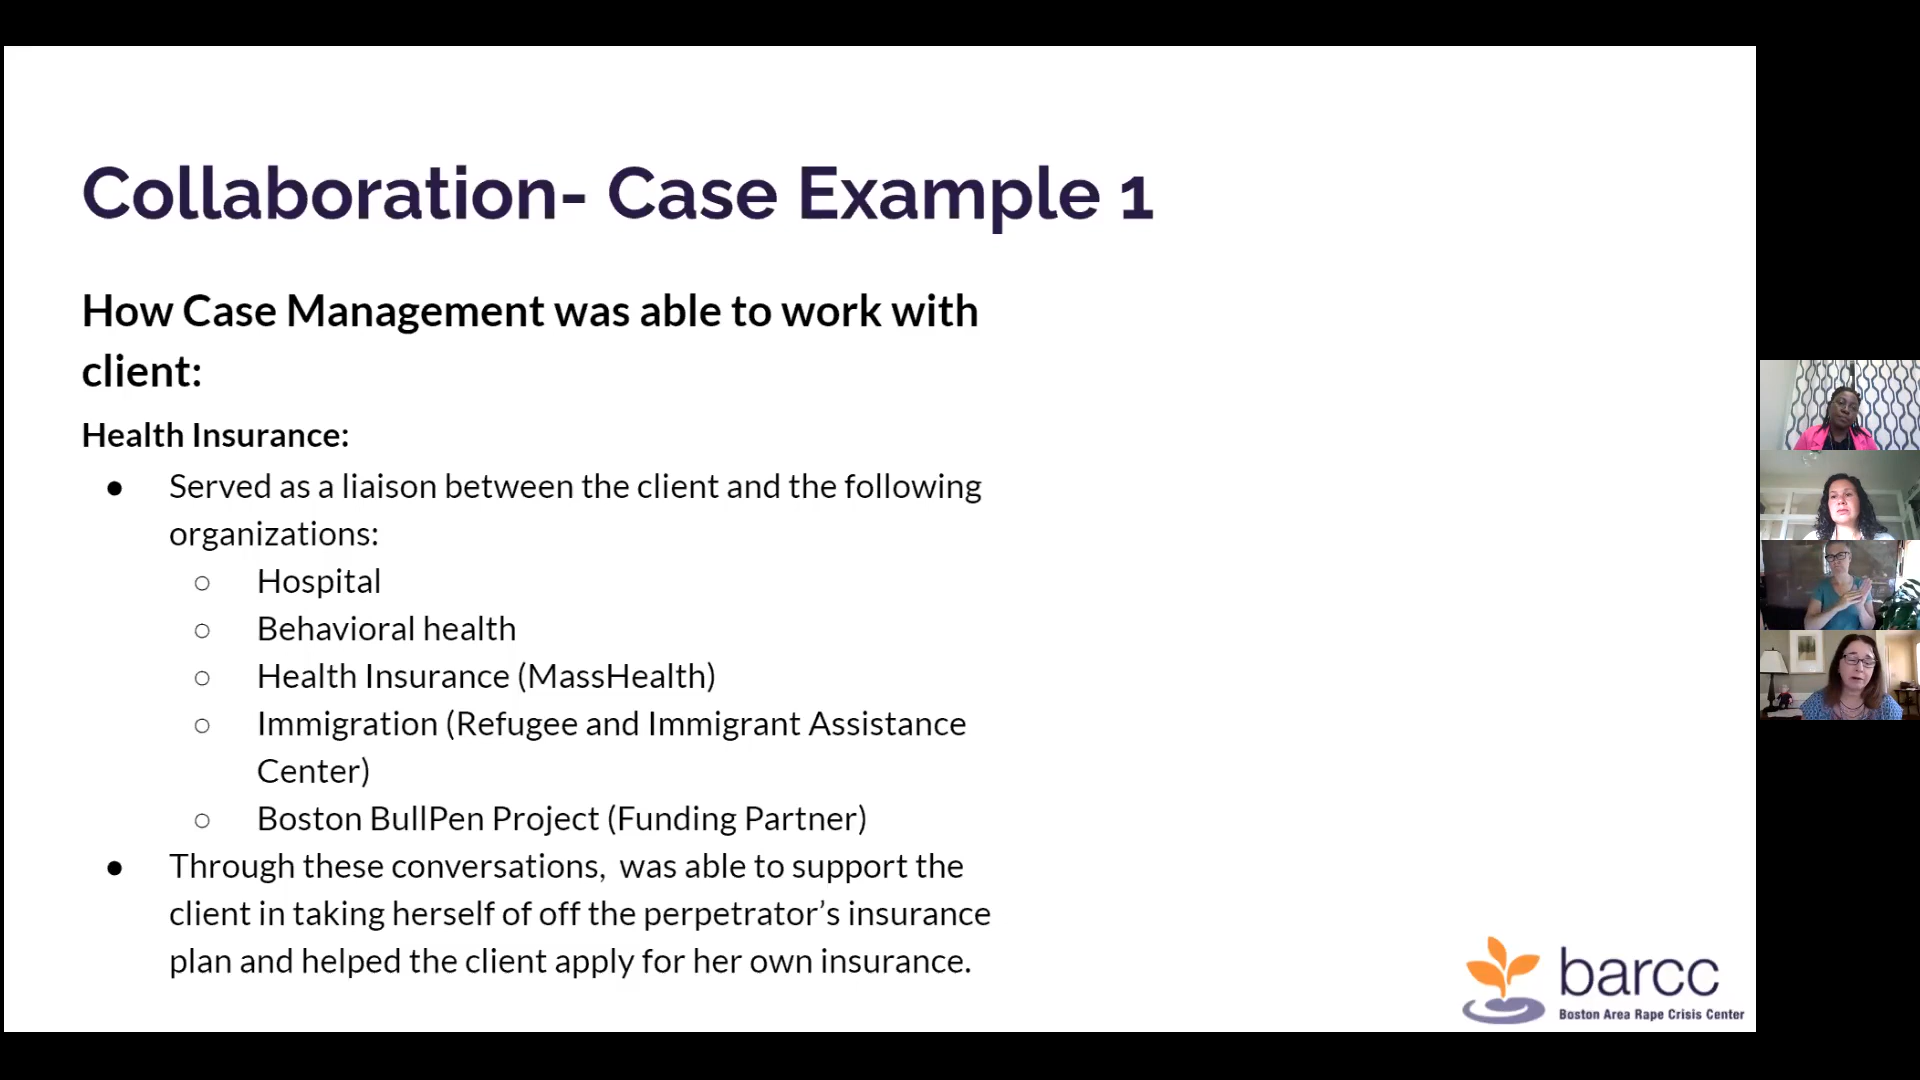 Collaboration- Case Example 1
How Case Management was able to work with
client:
Health Insurance:
● Served as a liaison between the client and the following
organizations:
○ Hospital
○ Behavioral health
○ Health Insurance (MassHealth)
○ Immigration (Refugee and Immigrant Assistance
Center)
○ Boston BullPen Project (Funding Partner)
● Through these conversations,  was able to support the
client in taking herself of off the perpetrator’s insurance
plan and helped the client apply for her own insurance.
barcc
Boston Area Rape Crisis Center